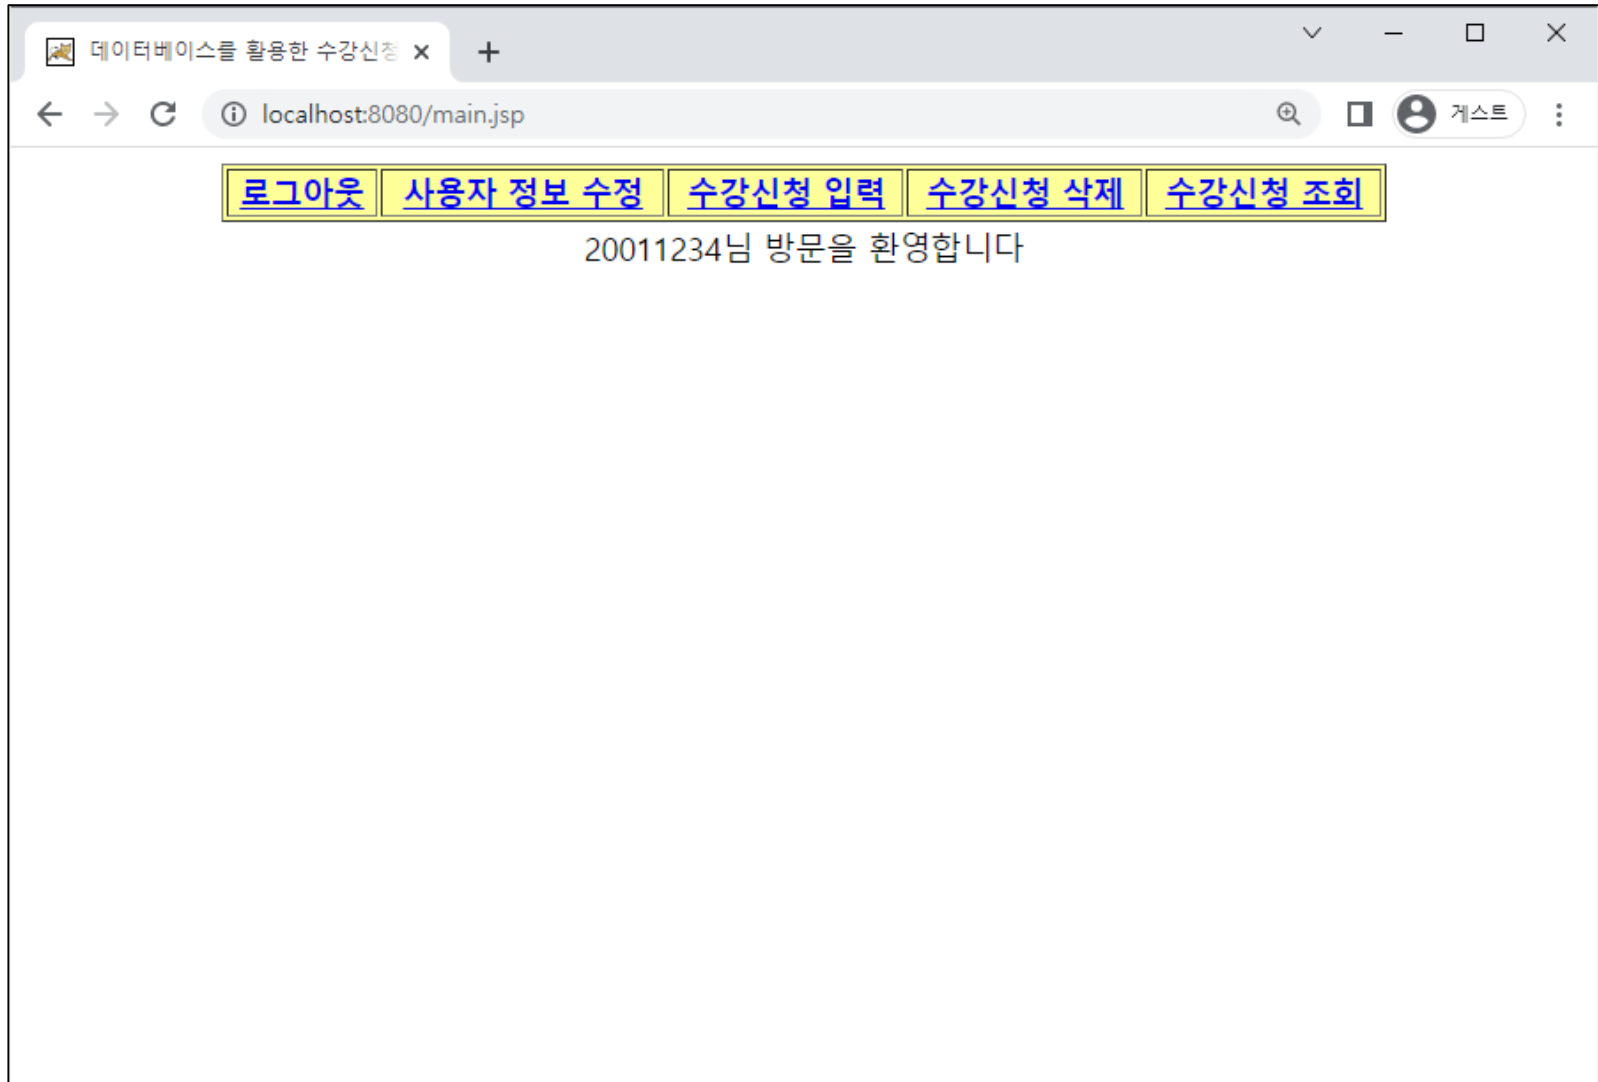 데이터베이스를 활용한 수강신청
localhost:8080/main.jsp
게스트
로그아웃 사용자 정보 수정 수강신청 입력 수강신청 삭제 수강신청 조회
20011234님 방문을 환영합니다